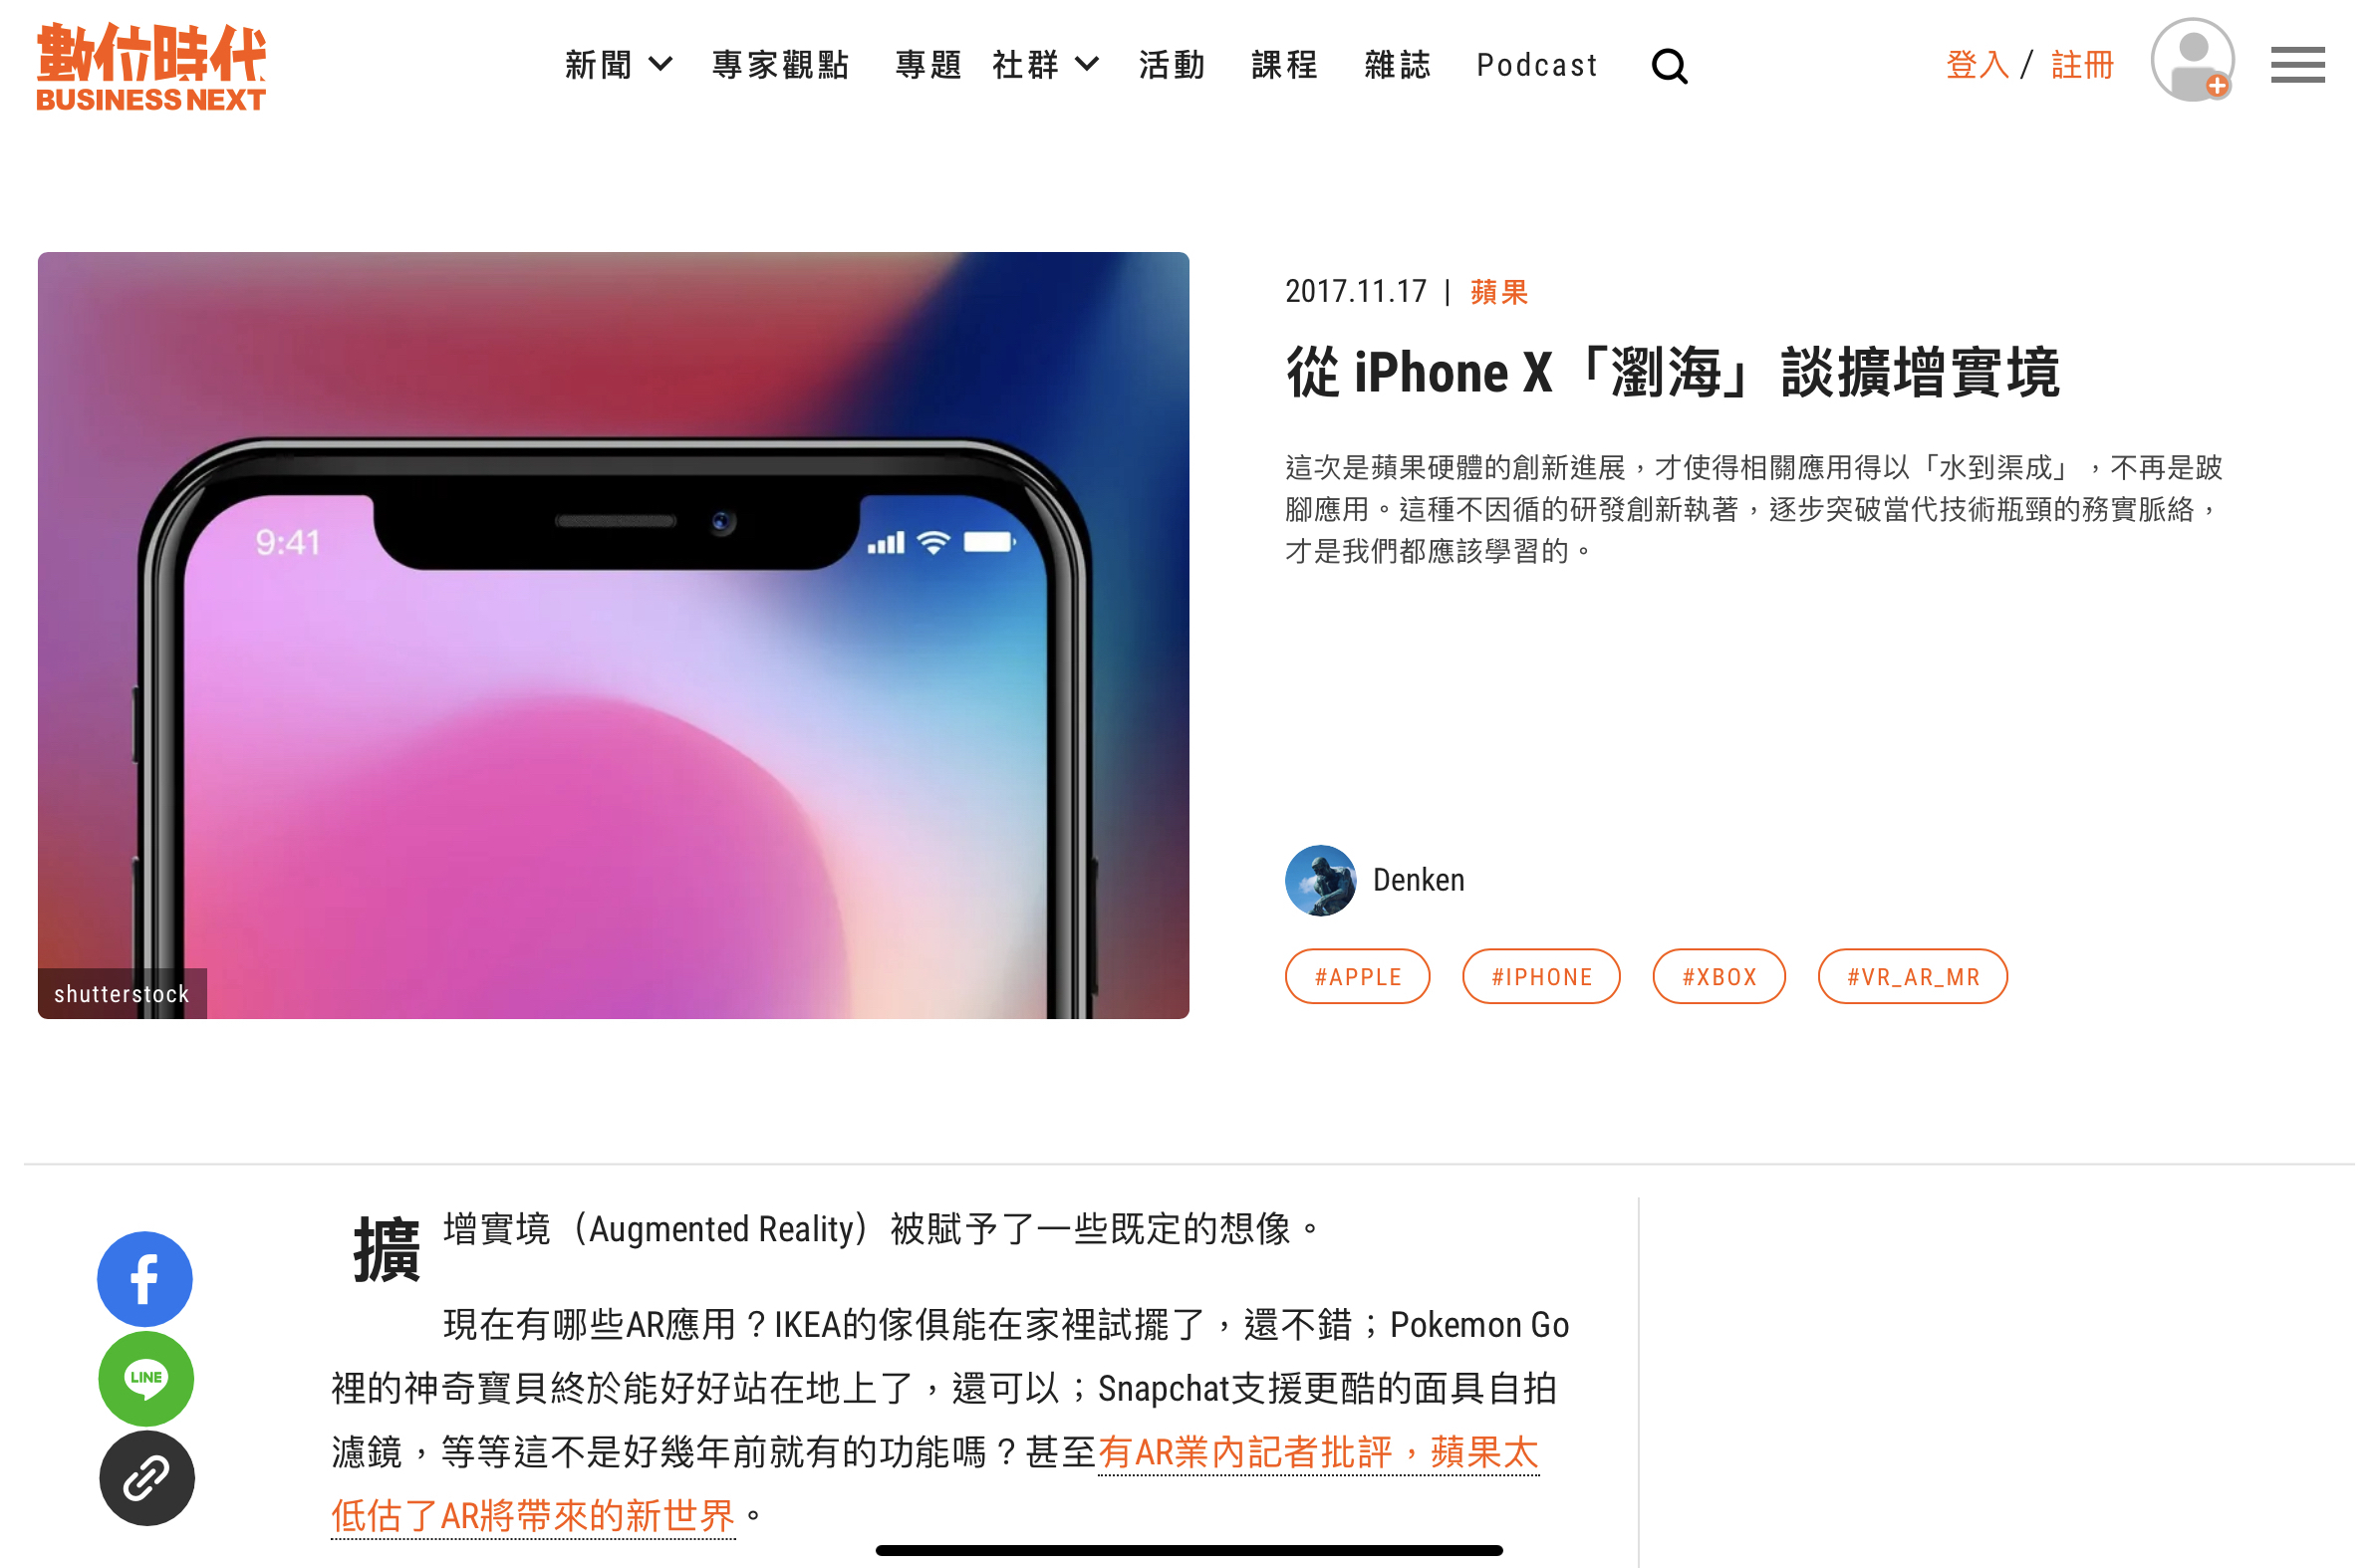 數位時代
BUSINESS NEXT
新聞 專家觀點 專題 社群 活動 課程 雜誌 Podcast
登入 / 註冊
9:41
shutterstock
2017.11.17 | 蘋果
從 iPhone X「瀏海」談擴增實境
這次是蘋果硬體的創新進展，才使得相關應用得以「水到渠成」，不再是跛
腳應用。這種不因循的研發創新執著，逐步突破當代技術瓶頸的務實脈絡，
才是我們都應該學習的。
Denken
#APPLE #IPHONE #XBOX #VR_AR_MR
擴增實境（Augmented Reality）被賦予了一些既定的想像。
現在有哪些AR應用？IKEA的傢俱能在家裡試擺了，還不錯；Pokemon Go
裡的神奇寶貝終於能好好站在地上了，還可以；Snapchat支援更酷的面具自拍
濾鏡，等等這不是好幾年前就有的功能嗎？甚至有AR業內記者批評，蘋果太
低估了AR將帶來的新世界。
LINE